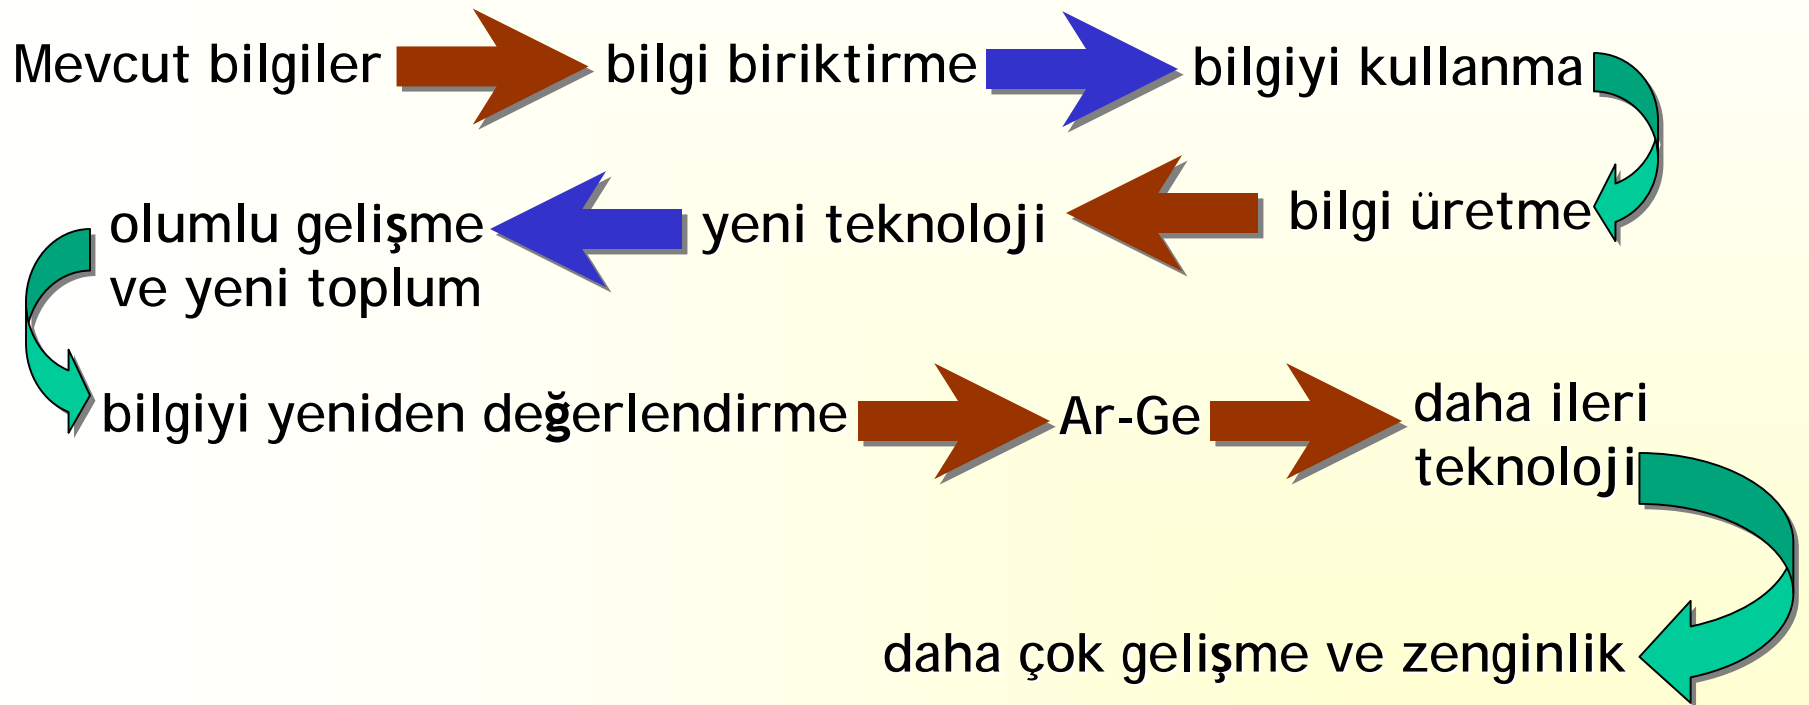 Mevcut bilgiler bilgi biriktirme bilgiyi kullanma
bilgi üretme
yeni teknoloji
olumlu gelişme
ve yeni toplum
bilgiyi yeniden değerlendirme Ar-Ge
daha ileri
teknoloji
daha çok gelişme ve zenginlik